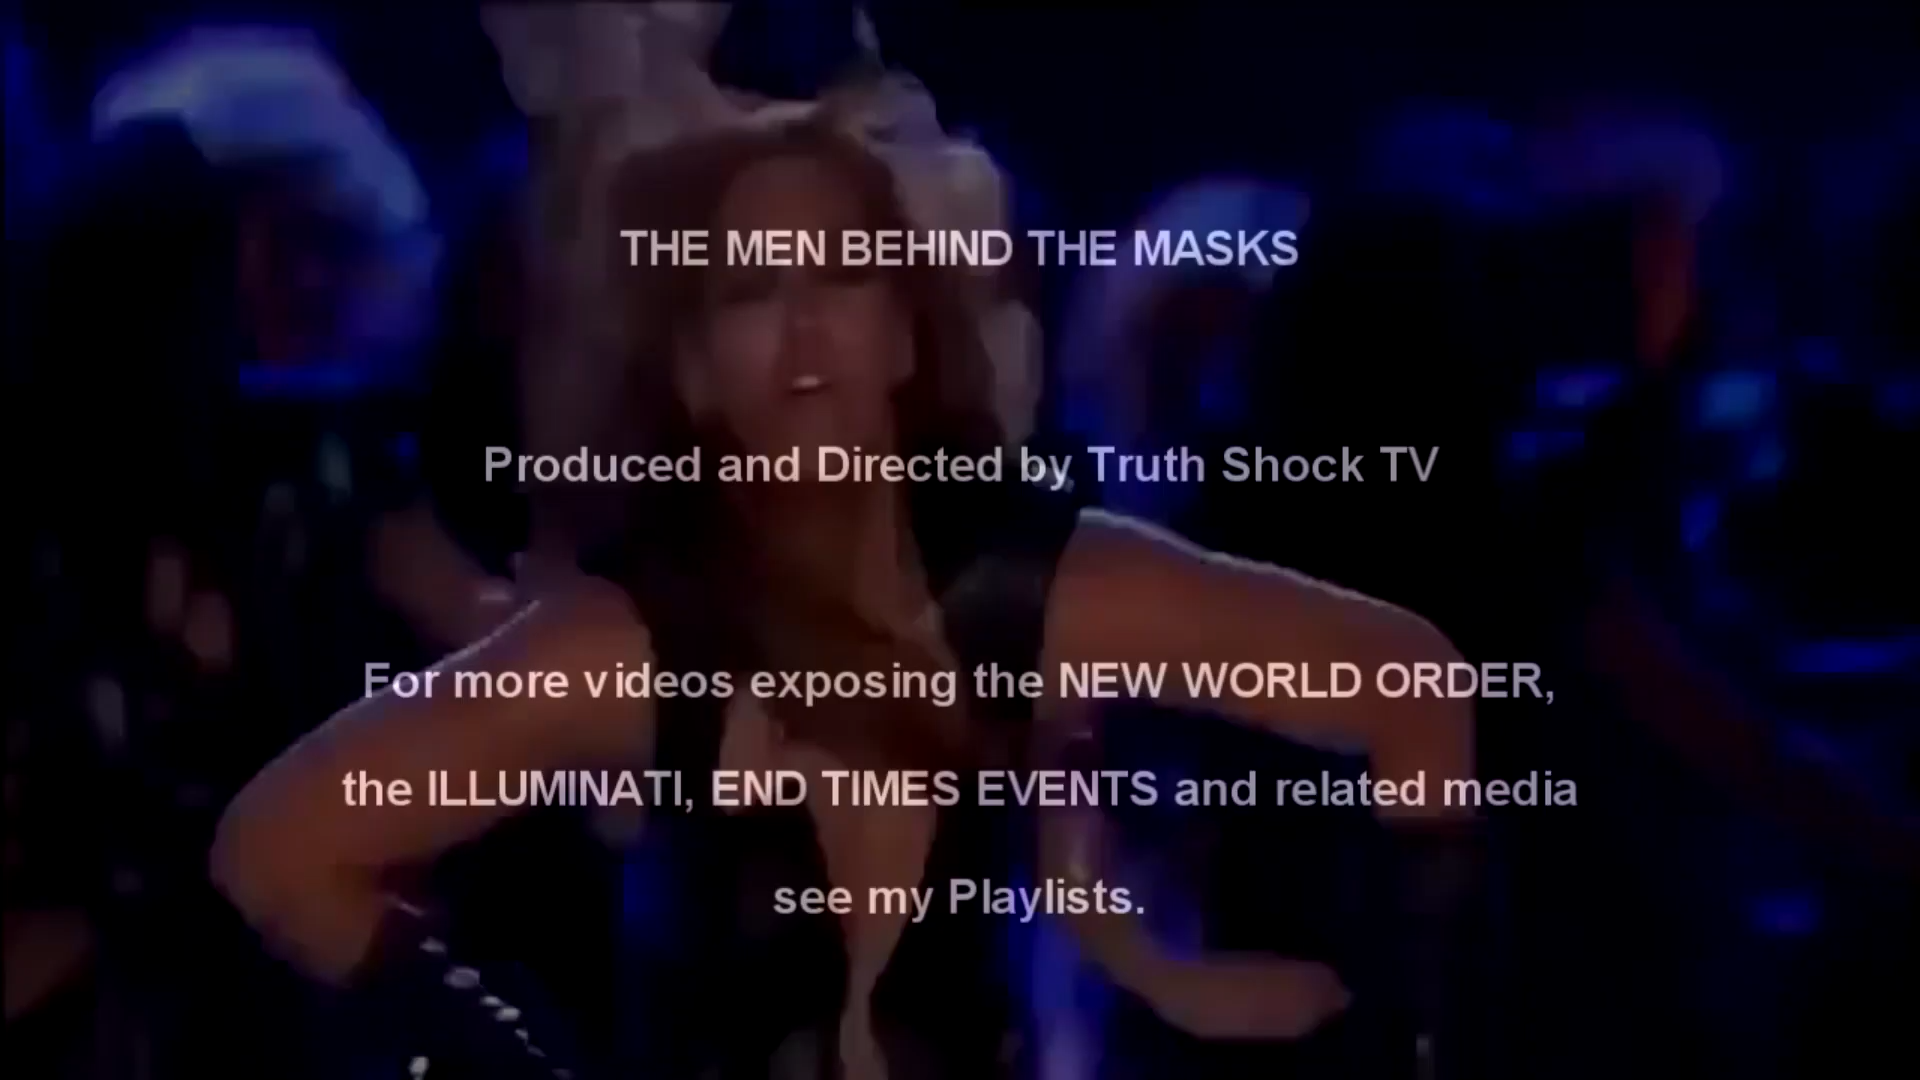 THE MEN BEHIND THE MASKS
Produced and Directed by Truth Shock TV
For more videos exposing the NEW WORLD ORDER,
the ILLUMINATI, END TIMES EVENTS and related media
see my Playlists.